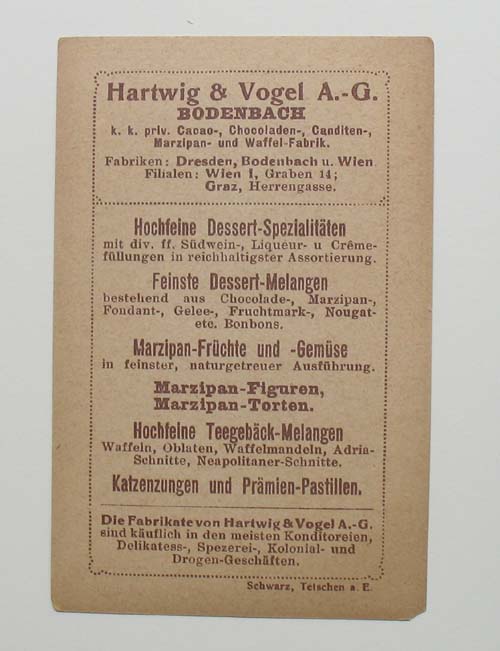 Hartwig & Vogel A.-G.
BODENBACH
k. k. priv. Cacao-, Chocoladen-, Canditen-,
Marzipan- und Waffel-Fabrik.
Fabriken: Dresden, Bodenbach u. Wien.
Filialen: Wien I, Graben 14;
Graz, Herrengasse.
Hochfeine Dessert-Spezialitäten
mit div. ff. Südwein-, Liqueur- u Crême-
füllungen in reichhaltigster Assortierung.
Feinste Dessert-Melangen
bestehend aus Chocolade-, Marzipan-,
Fondant-, Gelee-, Fruchtmark-, Nougat-
etc. Bonbons.
Marzipan-Früchte und -Gemüse
in feinster, naturgetreuer Ausführung.
Marzipan-Figuren,
Marzipan-Torten.
Hochfeine Teegebäck-Melangen
Waffeln, Oblaten, Waffelmandeln, Adria-
Schnitte, Neapolitaner-Schnitte.
Katzenzungen und Prämien-Pastillen.
Die Fabrikate von Hartwig & Vogel A.-G.
sind käuflich in den meisten Konditoreien,
Delikatess-, Spezerei-, Kolonial- und
Drogen-Geschäften.
Schwarz, Tetschen a. E.